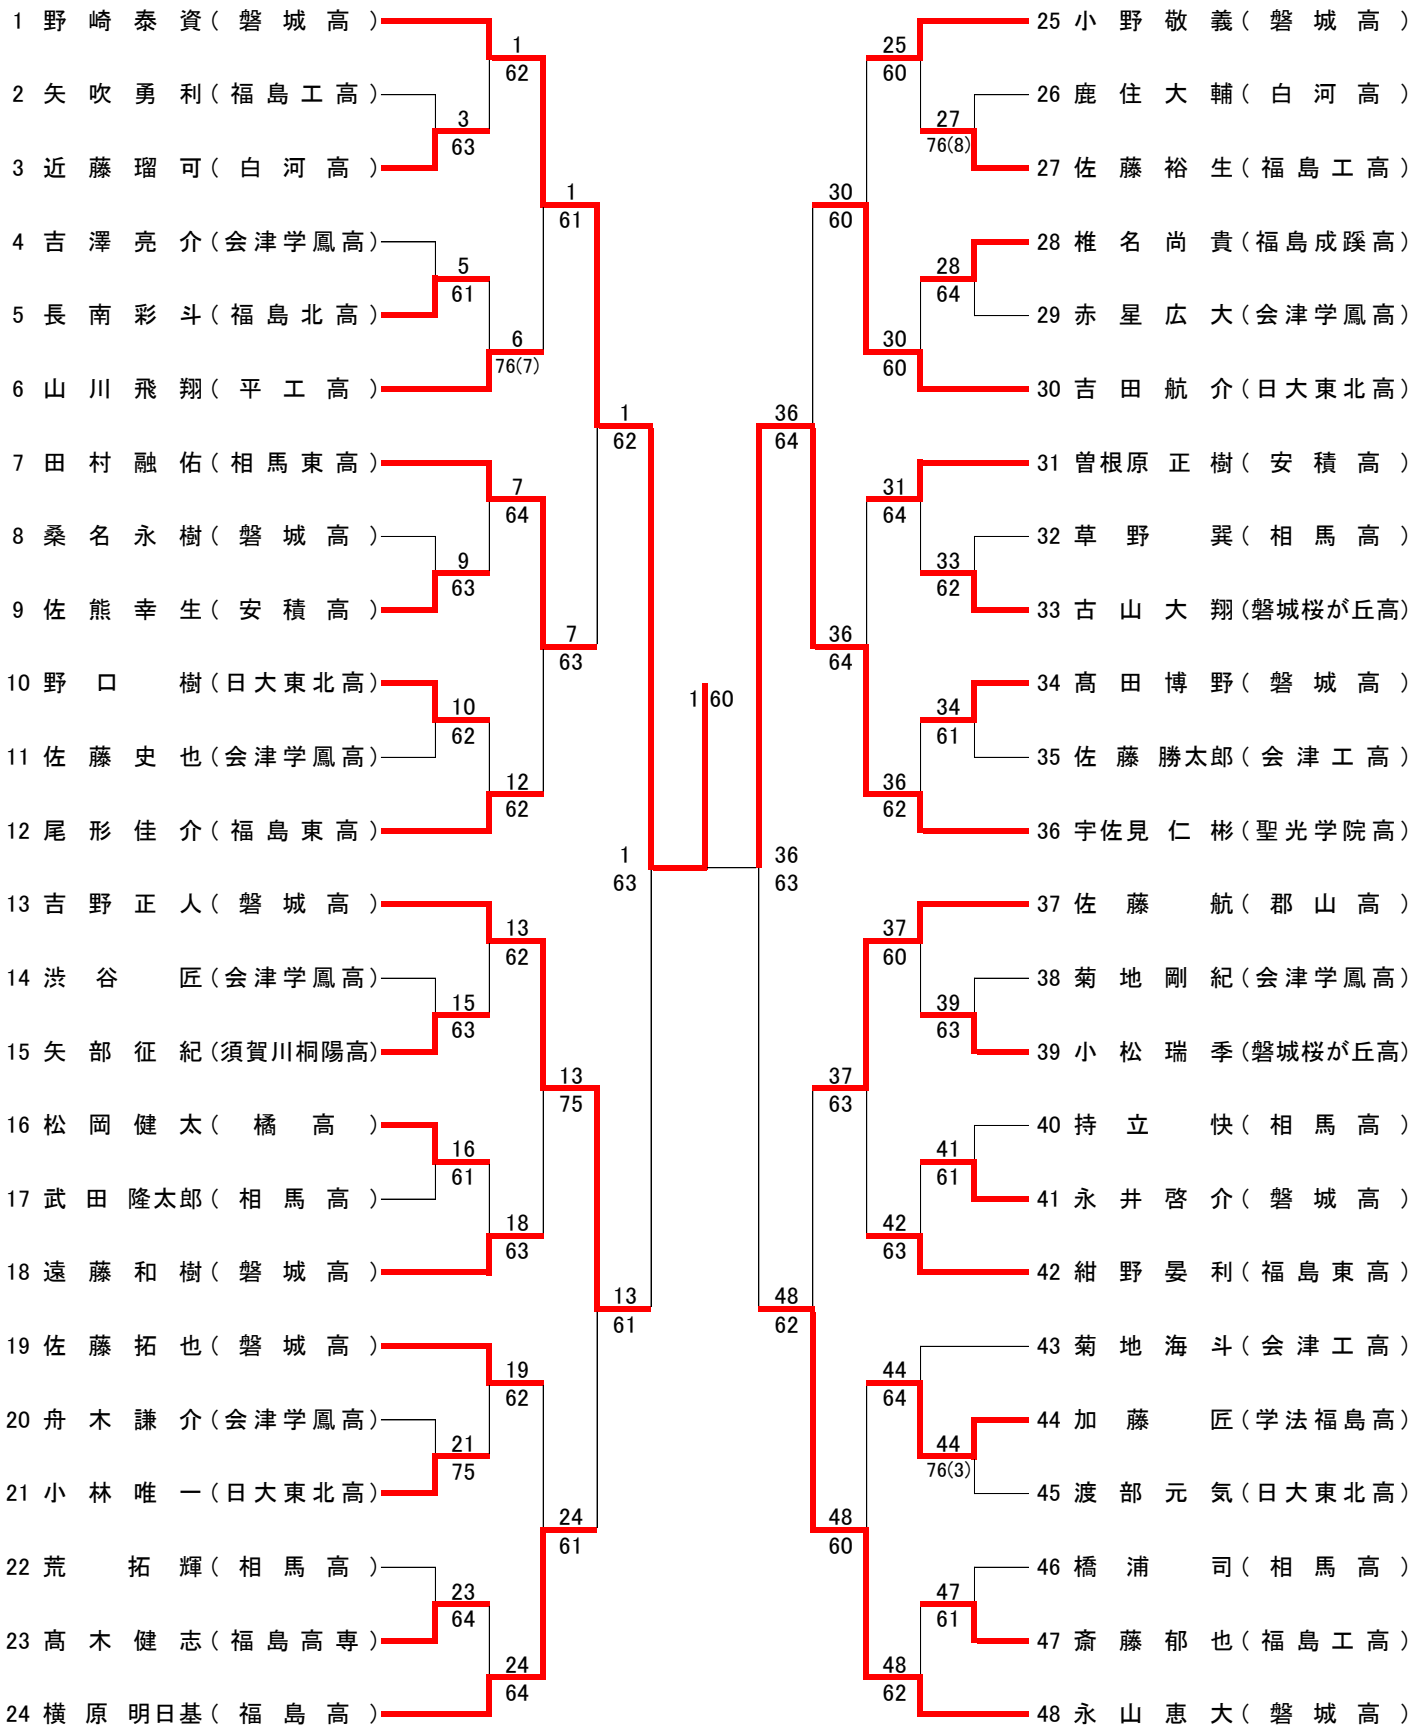 1 野崎泰資(磐城高)
2 矢吹勇利(福島工高)
3 近藤瑠可(白河高)
4 吉澤亮介(会津学鳳高)
5 長南彩斗(福島北高)
6 山川飛翔(平工高)
7 田村融佑(相馬東高)
8 桑名永樹(磐城高)
9 佐熊幸生(安積高)
10 野口樹(日大東北高)
11 佐藤史也(会津学鳳高)
12 尾形佳介(福島東高)
13 吉野正人(磐城高)
14 渋谷匠(会津学鳳高)
15 矢部征紀(須賀川桐陽高)
16 松岡健太(橘高)
17 武田隆太郎(相馬高)
18 遠藤和樹(磐城高)
19 佐藤拓也(磐城高)
20 舟木謙介(会津学鳳高)
21 小林唯一(日大東北高)
22 荒拓輝(相馬高)
23 髙木健志(福島高専)
24 横原明日基(福島高)
3
63
5
61
9
63
10
62
15
63
16
61
21
75
23
64
1
62
6
76(7)
7
64
12
62
13
62
18
63
19
62
24
64
1
61
7
63
13
75
24
61
1
62
13
61
1
63
1 60
36
63
36
64
48
62
30
60
36
64
37
63
48
60
25
60
30
60
31
64
36
62
37
60
42
63
44
64
48
62
27
76(8)
28
64
33
62
34
61
39
63
41
61
44
76(3)
47
61
25 小野敬義(磐城高)
26 鹿住大輔(白河高)
27 佐藤裕生(福島工高)
28 椎名尚貴(福島成蹊高)
29 赤星広大(会津学鳳高)
30 吉田航介(日大東北高)
31 曽根原正樹(安積高)
32 草野巽(相馬高)
33 古山大翔(磐城桜が丘高)
34 髙田博野(磐城高)
35 佐藤勝太郎(会津工高)
36 宇佐見仁彬(聖光学院高)
37 佐藤航(郡山高)
38 菊地剛紀(会津学鳳高)
39 小松瑞季(磐城桜が丘高)
40 持立快(相馬高)
41 永井啓介(磐城高)
42 紺野晏利(福島東高)
43 菊地海斗(会津工高)
44 加藤匠(学法福島高)
45 渡部元気(日大東北高)
46 橋浦司(相馬高)
47 斎藤郁也(福島工高)
48 永山恵大(磐城高)